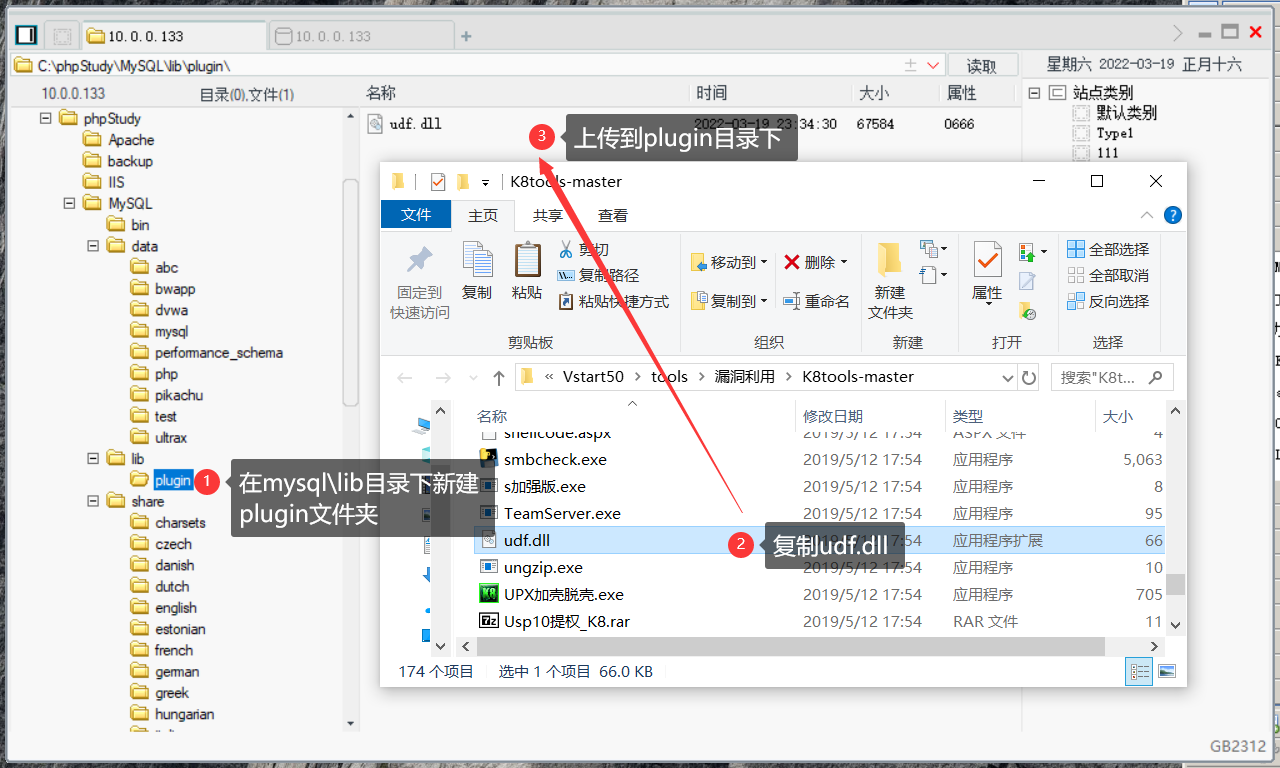 10. 0. 0. 133
10. 0. 0. 133
C:\phpStudy\MySQL\lib\plugin\
读取
星期六 2022-03-19 正月十六
10.0.0.133
目录(0),文件(1)
名称
时间
大小
属性
站点类别
默认类别
Type1
111
udf.dll
2022-03-19 23:34:30
67584
0666
phpStudy
Apache
backup
IIS
MySQL
bin
data
abc
bwapp
dvwa
mysql
performance_schema
php
pikachu
test
ultrax
lib
plugin
share
charsets
czech
danish
dutch
english
estonian
french
german
greek
hungarian
1
在mysql\lib目录下新建
plugin文件夹
3
上传到plugin目录下
K8tools-master
文件
主页
共享
查看
固定到
快速访问
复制
粘贴
剪切
复制路径
粘贴快捷方式
剪贴板
移动到
复制到
删除
重命名
组织
新建
文件夹
新建
属性
打开
全部选择
全部取消
反向选择
选择
« Vstart50 > tools > 漏洞利用 > K8tools-master
搜索"K8t...
名称
修改日期
类型
大小
shellcode.aspx 2019/5/12 17:54 ASPX 文件 4
smbcheck.exe 2019/5/12 17:54 应用程序 5,063
s加强版.exe 2019/5/12 17:54 应用程序 8
TeamServer.exe 2019/5/12 17:54 应用程序 95
udf.dll 2019/5/12 17:54 应用程序扩展 66
2
复制udf.dll
ungzip.exe 2019/5/12 17:54 应用程序 10
UPX加壳脱壳.exe 2019/5/12 17:54 应用程序 705
Usp10提权_K8.rar 2019/5/12 17:54 RAR 文件 11
174 个项目
选中 1 个项目 66.0 KB
GB2312